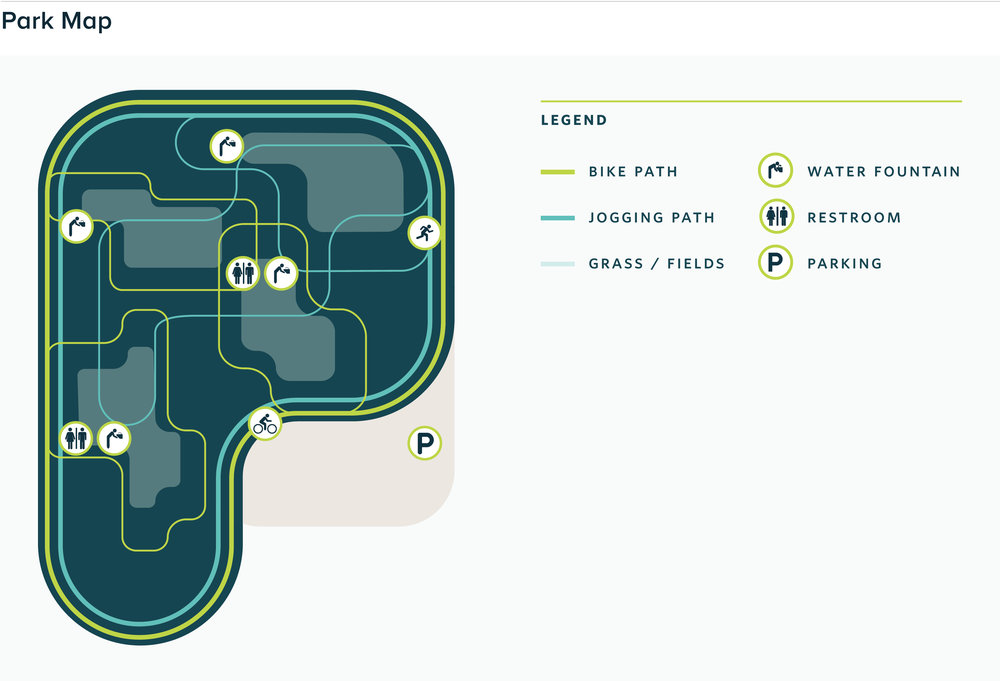 Park Map
LEGEND
BIKE PATH
WATER FOUNTAIN
JOGGING PATH
RESTROOM
GRASS / FIELDS
P
PARKING
P